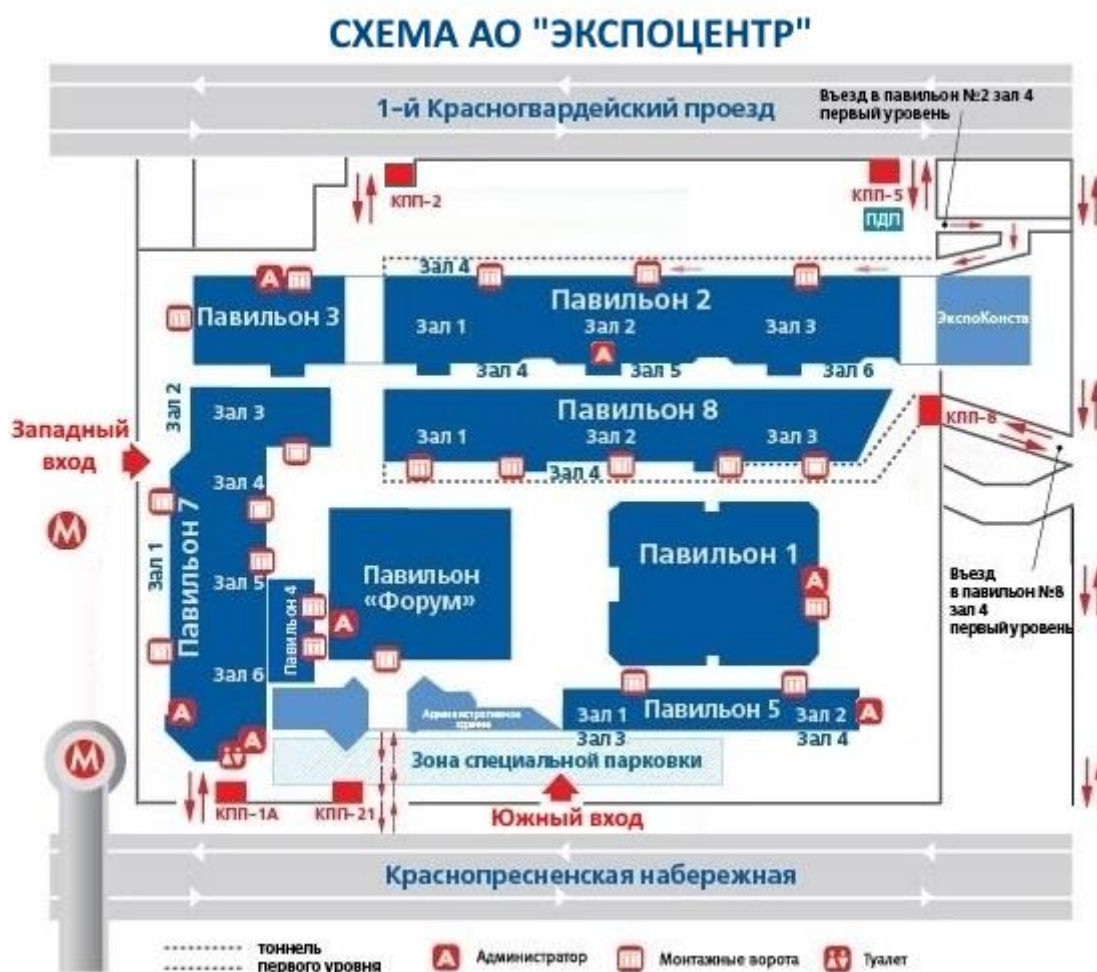 СХЕМА АО "ЭКСПОЦЕНТР"
1-й Красногвардейский проезд
Въезд в павильон №2 зал 4
первый уровень
КПП-2
КПП-5
ПДП
Зал 4
А
Павильон 3
Павильон 2
Зал 1
Зал 2
Зал 3
А
ЭкспоКонста
Зал 4
Зал 5
Зал 6
Зал 2
Зал 3
Павильон 8
Зал 1
Зал 2
Зал 3
КПП-8
Западный
вход
Зал 4
Зал 4
М
Зал 1
Павильон 7
Зал 5
Павильон 4
Павильон
«Форум»
А
Павильон 1
А
Въезд
в павильон №8
зал 4
первый уровень
Зал 6
А
А
Административное
Зал 1
Павильон 5
Зал 2
А
Зал 3
Зал 4
М
Зона специальной парковки
КПП-1А
КПП-21
Южный вход
Краснопресненская набережная
тоннель
первого уровня
А
Администратор
Монтажные ворота
Туалет